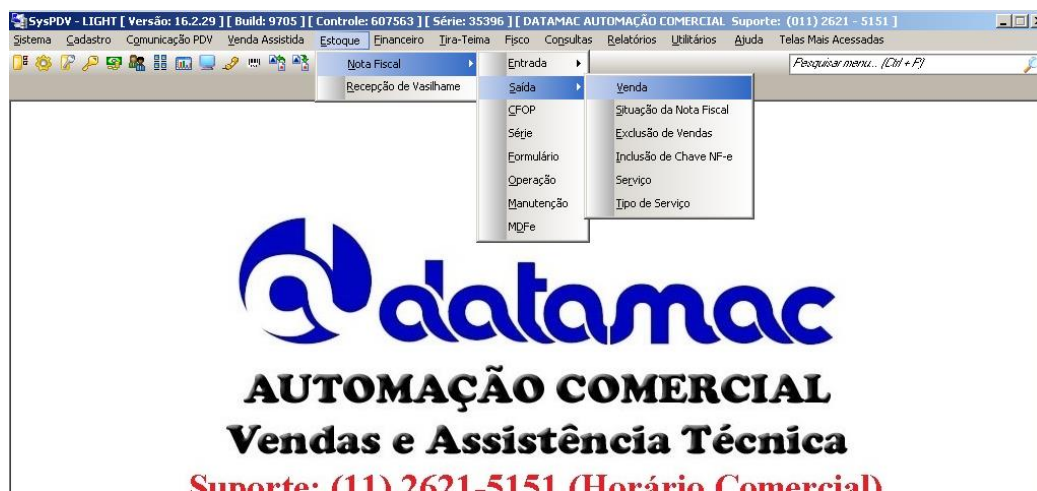 SysPDV - LIGHT [ Versão: 16.2.29 ] [ Build: 9705 ] [ Controle: 607563 ] [ Série: 35396 ] [ DATAMAC AUTOMAÇÃO COMERCIAL Suporte: (011) 2621 - 5151 ]
Sistema Cadastro Comunicação PDV Venda Assistida Estoque Financeiro Tira-Teima Fisco Consultas Relatórios Utilitários Ajuda Telas Mais Acessadas
Pesquisar menu... (Ctrl + P)
Nota Fiscal
Recepção de Vasilhame
Entrada
Saída
CFOP
Série
Formulário
Operação
Manutenção
MDFe
Venda
Situação da Nota Fiscal
Exclusão de Vendas
Inclusão de Chave NF-e
Serviço
Tipo de Serviço
datamac
AUTOMAÇÃO COMERCIAL
Vendas e Assistência Técnica
Suporte: (11) 2621-5151 (Horário Comercial)